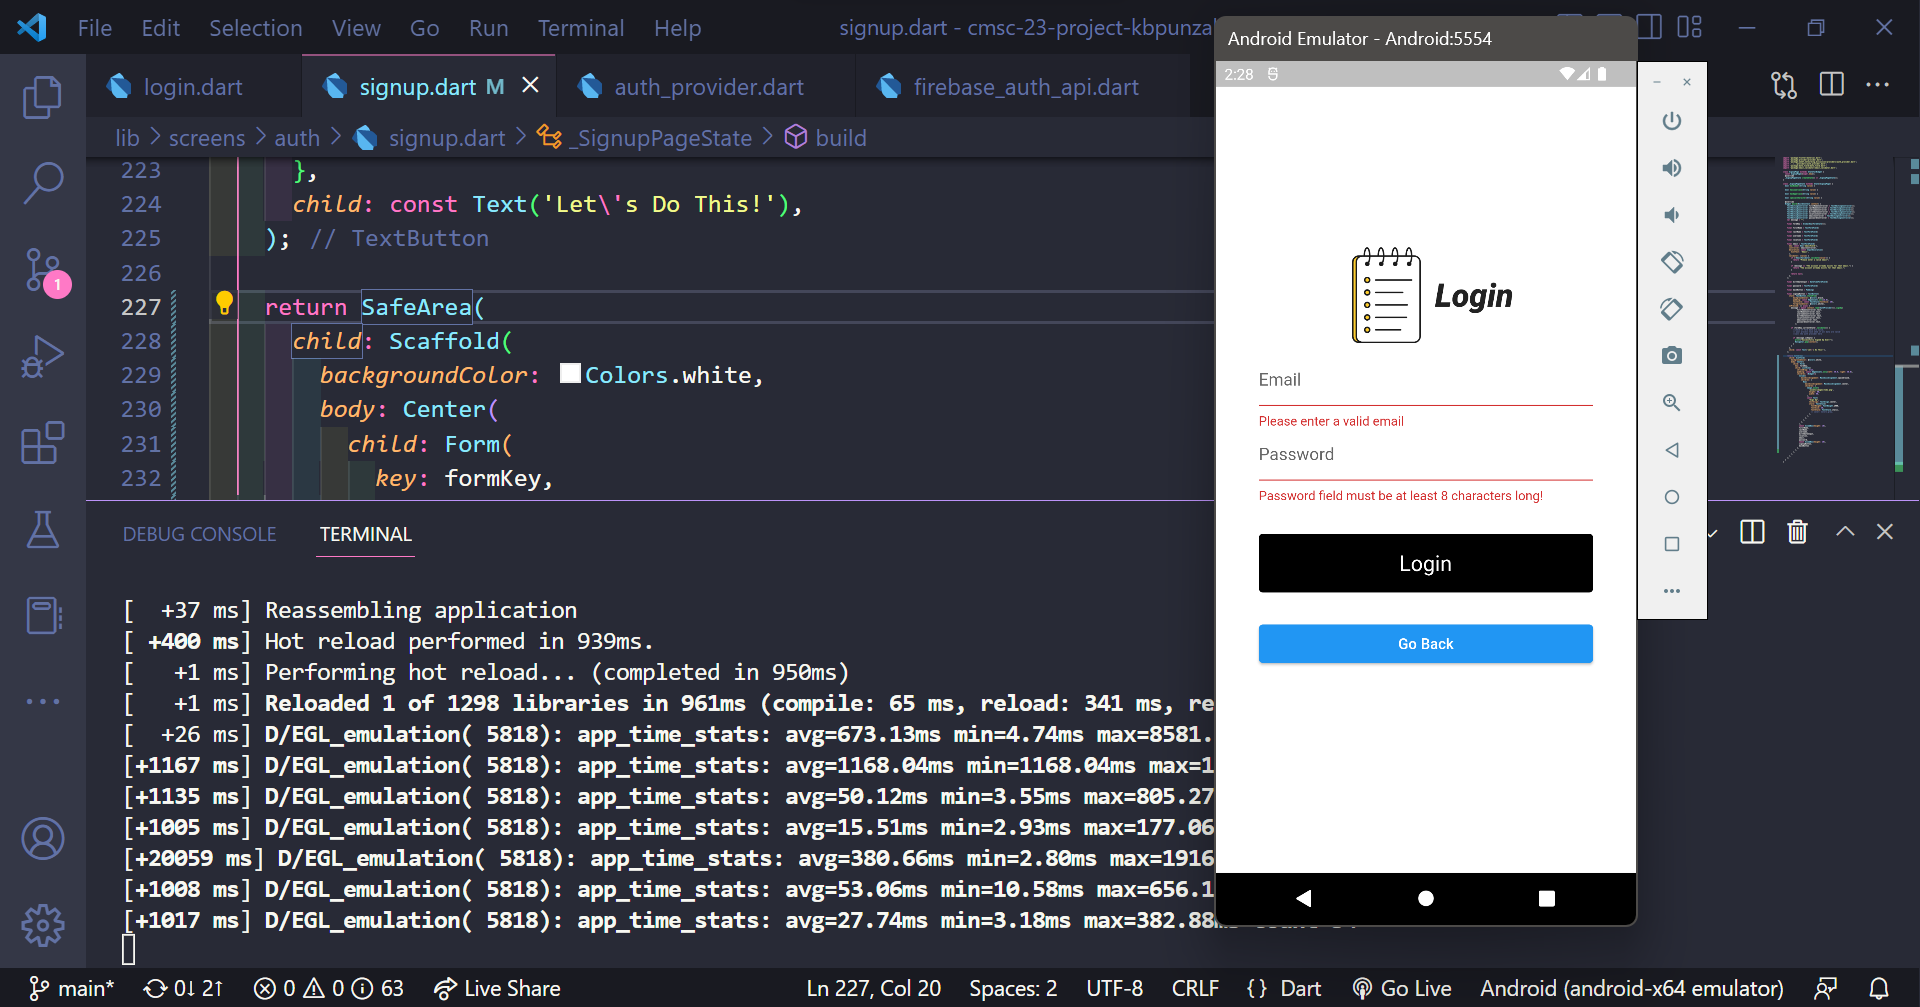 File Edit Selection View Go Run Terminal Help
signup.dart - cmsc-23-project-kbpunza
login.dart
signup.dart M
auth_provider.dart
firebase_auth_api.dart
lib > screens > auth > signup.dart > _SignupPageState > build
223 },
224 child: const Text('Let\'s Do This!'),
225 ); // TextButton
226
227 return SafeArea(
228 child: Scaffold(
229 backgroundColor: Colors.white,
230 body: Center(
231 child: Form(
232 key: formKey,
1
DEBUG CONSOLE TERMINAL
[ +37 ms] Reassembling application
[ +400 ms] Hot reload performed in 939ms.
[ +1 ms] Performing hot reload... (completed in 950ms)
[ +1 ms] Reloaded 1 of 1298 libraries in 961ms (compile: 65 ms, reload: 341 ms, re
[ +26 ms] D/EGL_emulation( 5818): app_time_stats: avg=673.13ms min=4.74ms max=8581.
[+1167 ms] D/EGL_emulation( 5818): app_time_stats: avg=1168.04ms min=1168.04ms max=1
[+1135 ms] D/EGL_emulation( 5818): app_time_stats: avg=50.12ms min=3.55ms max=805.27
[+1005 ms] D/EGL_emulation( 5818): app_time_stats: avg=15.51ms min=2.93ms max=177.06
[+20059 ms] D/EGL_emulation( 5818): app_time_stats: avg=380.66ms min=2.80ms max=1916
[+1008 ms] D/EGL_emulation( 5818): app_time_stats: avg=53.06ms min=10.58ms max=656.1
[+1017 ms] D/EGL_emulation( 5818): app_time_stats: avg=27.74ms min=3.18ms max=382.88
Android Emulator - Android:5554
2:28
Login
Email
Please enter a valid email
Password
Password field must be at least 8 characters long!
Login
Go Back
main* 0↓ 2↑ 0 0 63 Live Share
Ln 227, Col 20 Spaces: 2 UTF-8 CRLF {} Dart Go Live Android (android-x64 emulator)